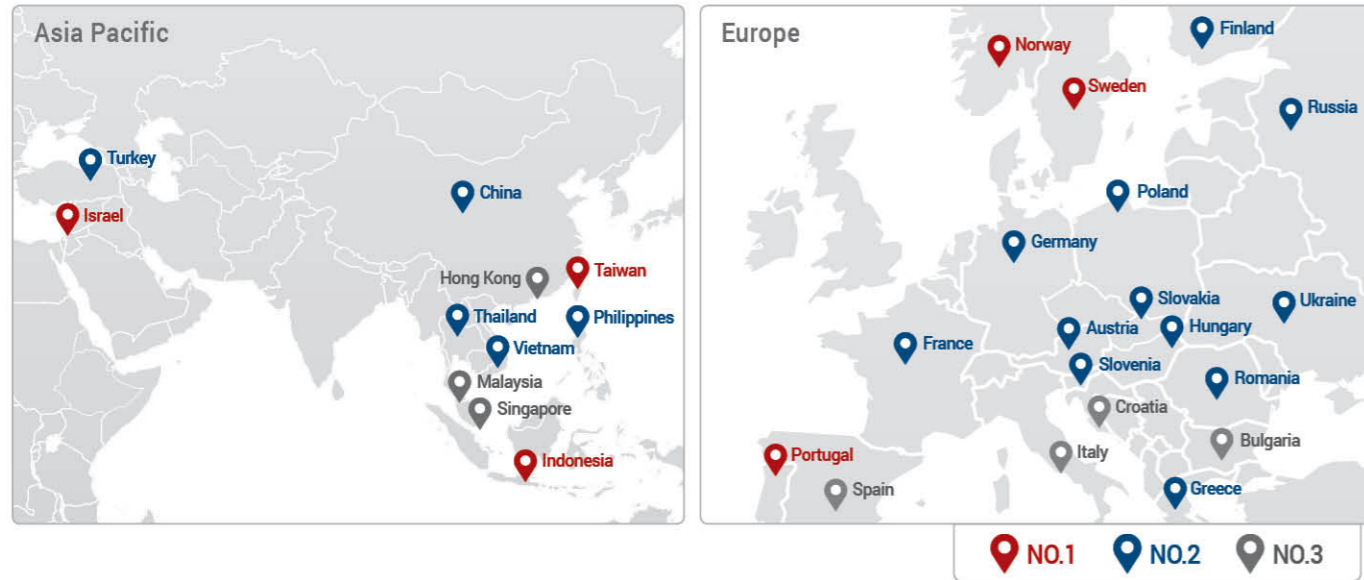 Asia Pacific
Turkey
Israel
China
Hong Kong
Taiwan
Thailand
Philippines
Vietnam
Malaysia
Singapore
Indonesia
Europe
Finland
Norway
Sweden
Russia
Poland
Germany
Slovakia
Ukraine
Austria
Hungary
France
Slovenia
Romania
Croatia
Bulgaria
Portugal
Italy
Spain
Greece
NO.1
NO.2
NO.3